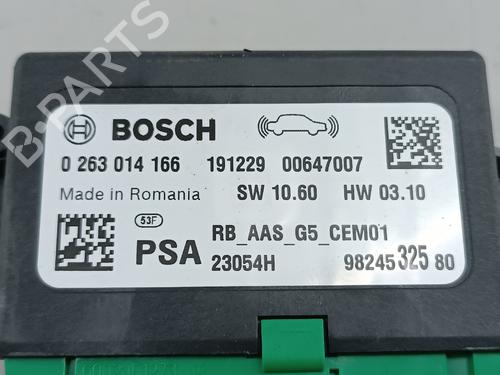 B-PARTS
BOSCH
0 263 014 166 191229 00647007
Made in Romania SW 10.60 HW 03.10
53F
PSA RB_AAS_G5_CEM01
23054H 98245 325 80